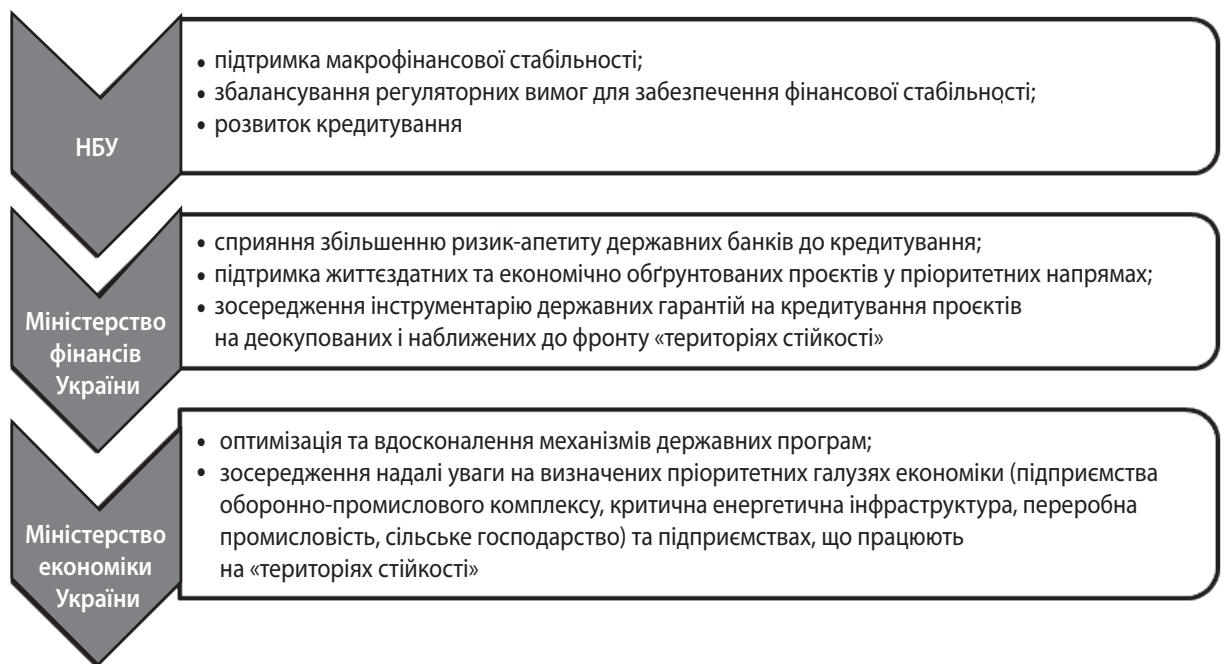 НБУ
• підтримка макрофінансової стабільності;
• збалансування регуляторних вимог для забезпечення фінансової стабільності;
• розвиток кредитування
Міністерство
фінансів
України
• сприяння збільшенню ризик-апетиту державних банків до кредитування;
• підтримка життєздатних та економічно обґрунтованих проєктів у пріоритетних напрямах;
• зосередження інструментарію державних гарантій на кредитування проєктів
на деокупованих і наближених до фронту «територіях стійкості»
Міністерство
економіки
України
• оптимізація та вдосконалення механізмів державних програм;
• зосередження надалі уваги на визначених пріоритетних галузях економіки (підприємства
оборонно-промислового комплексу, критична енергетична інфраструктура, переробна
промисловість, сільське господарство) та підприємствах, що працюють
на «територіях стійкості»